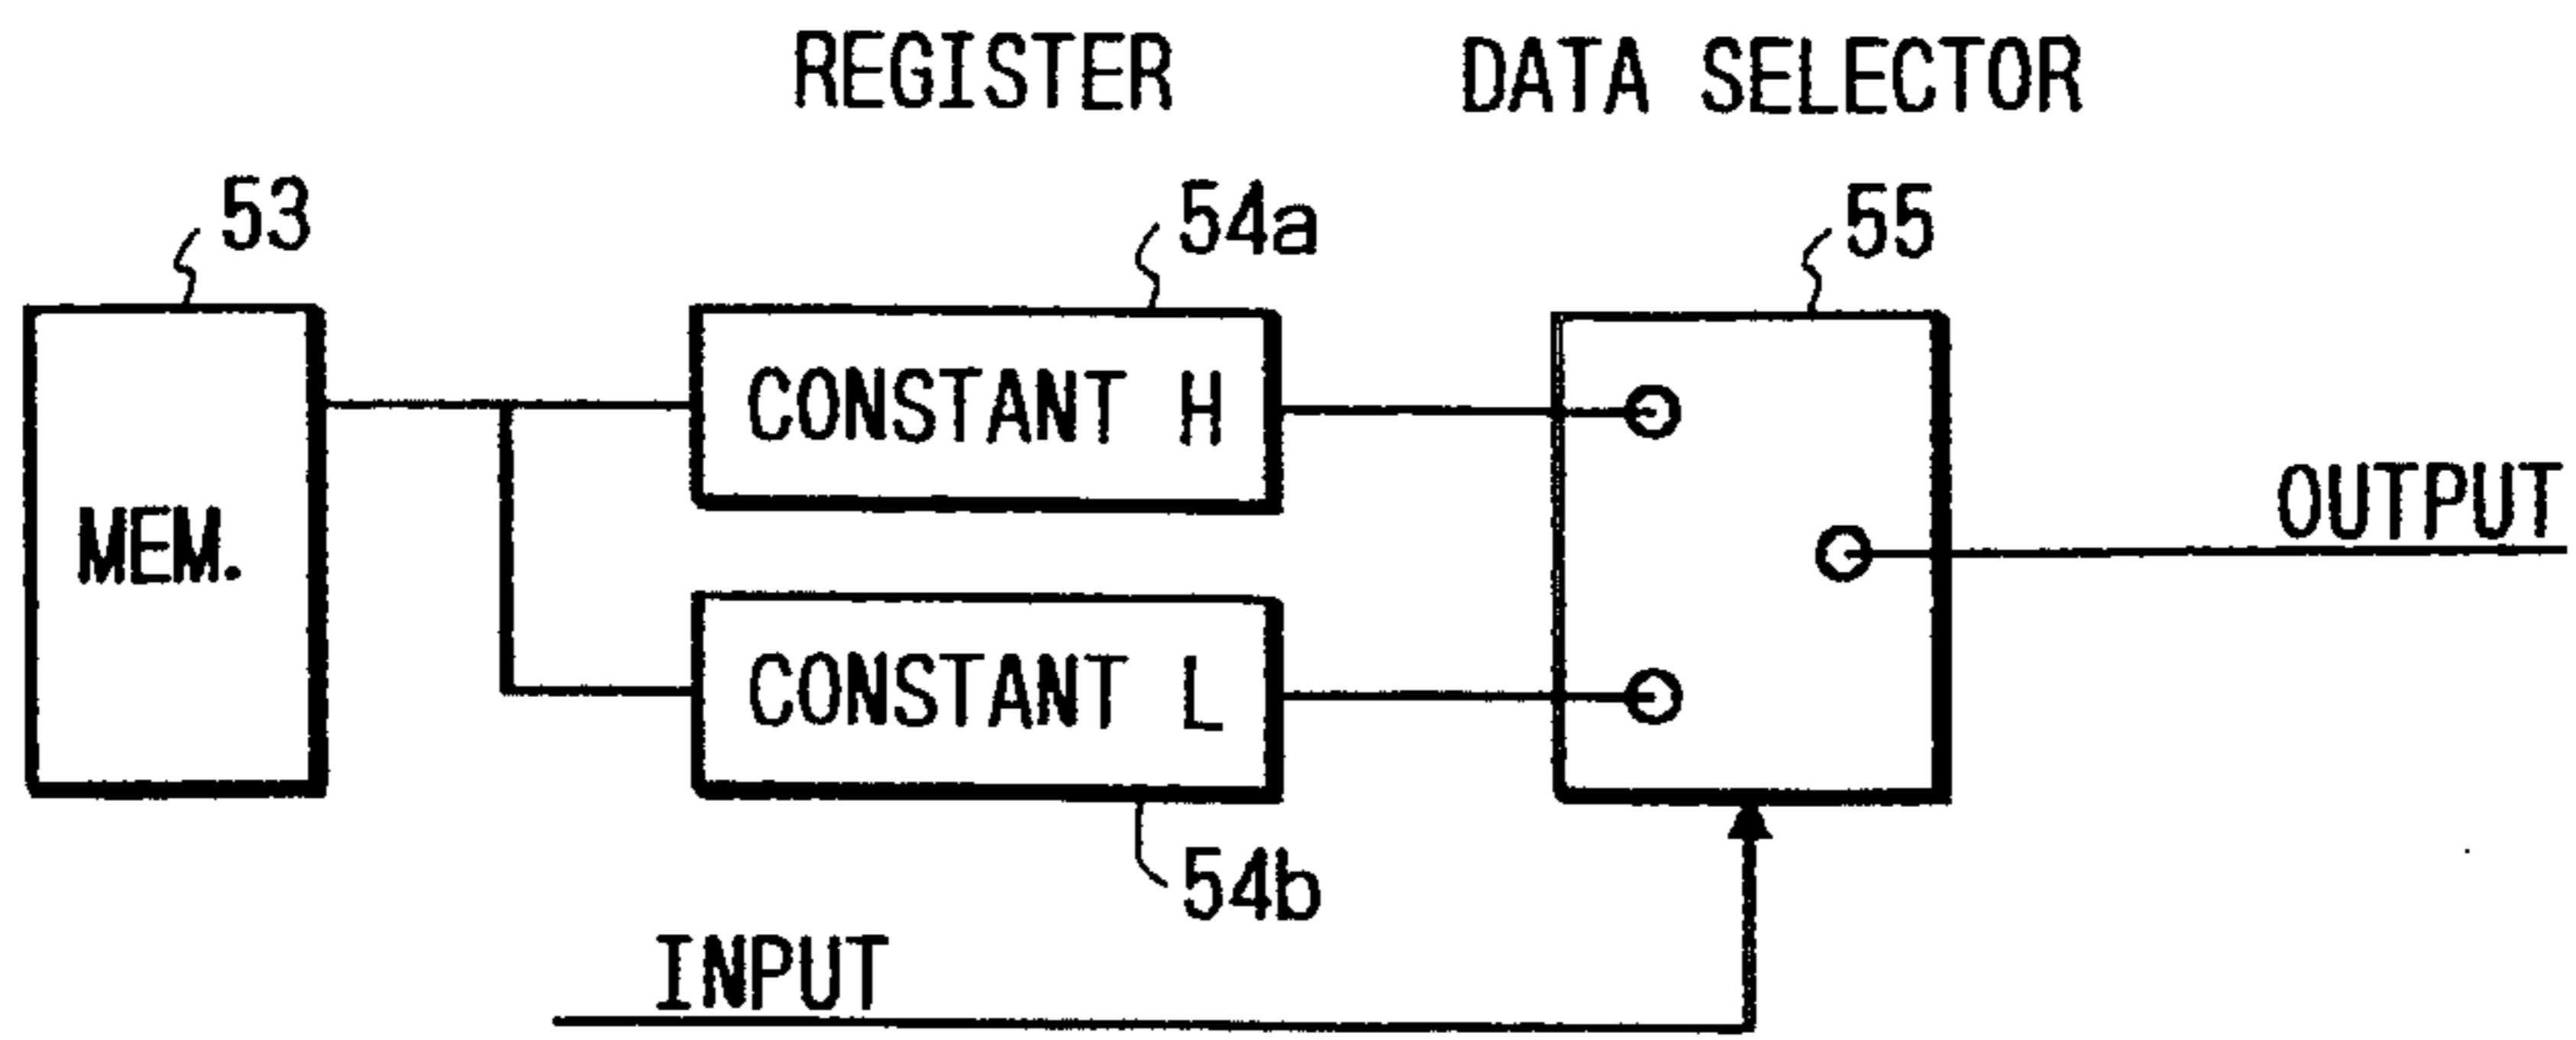 REGISTER
DATA SELECTOR
53
54a
55
CONSTANT H
MEM.
OUTPUT
CONSTANT L
54b
INPUT